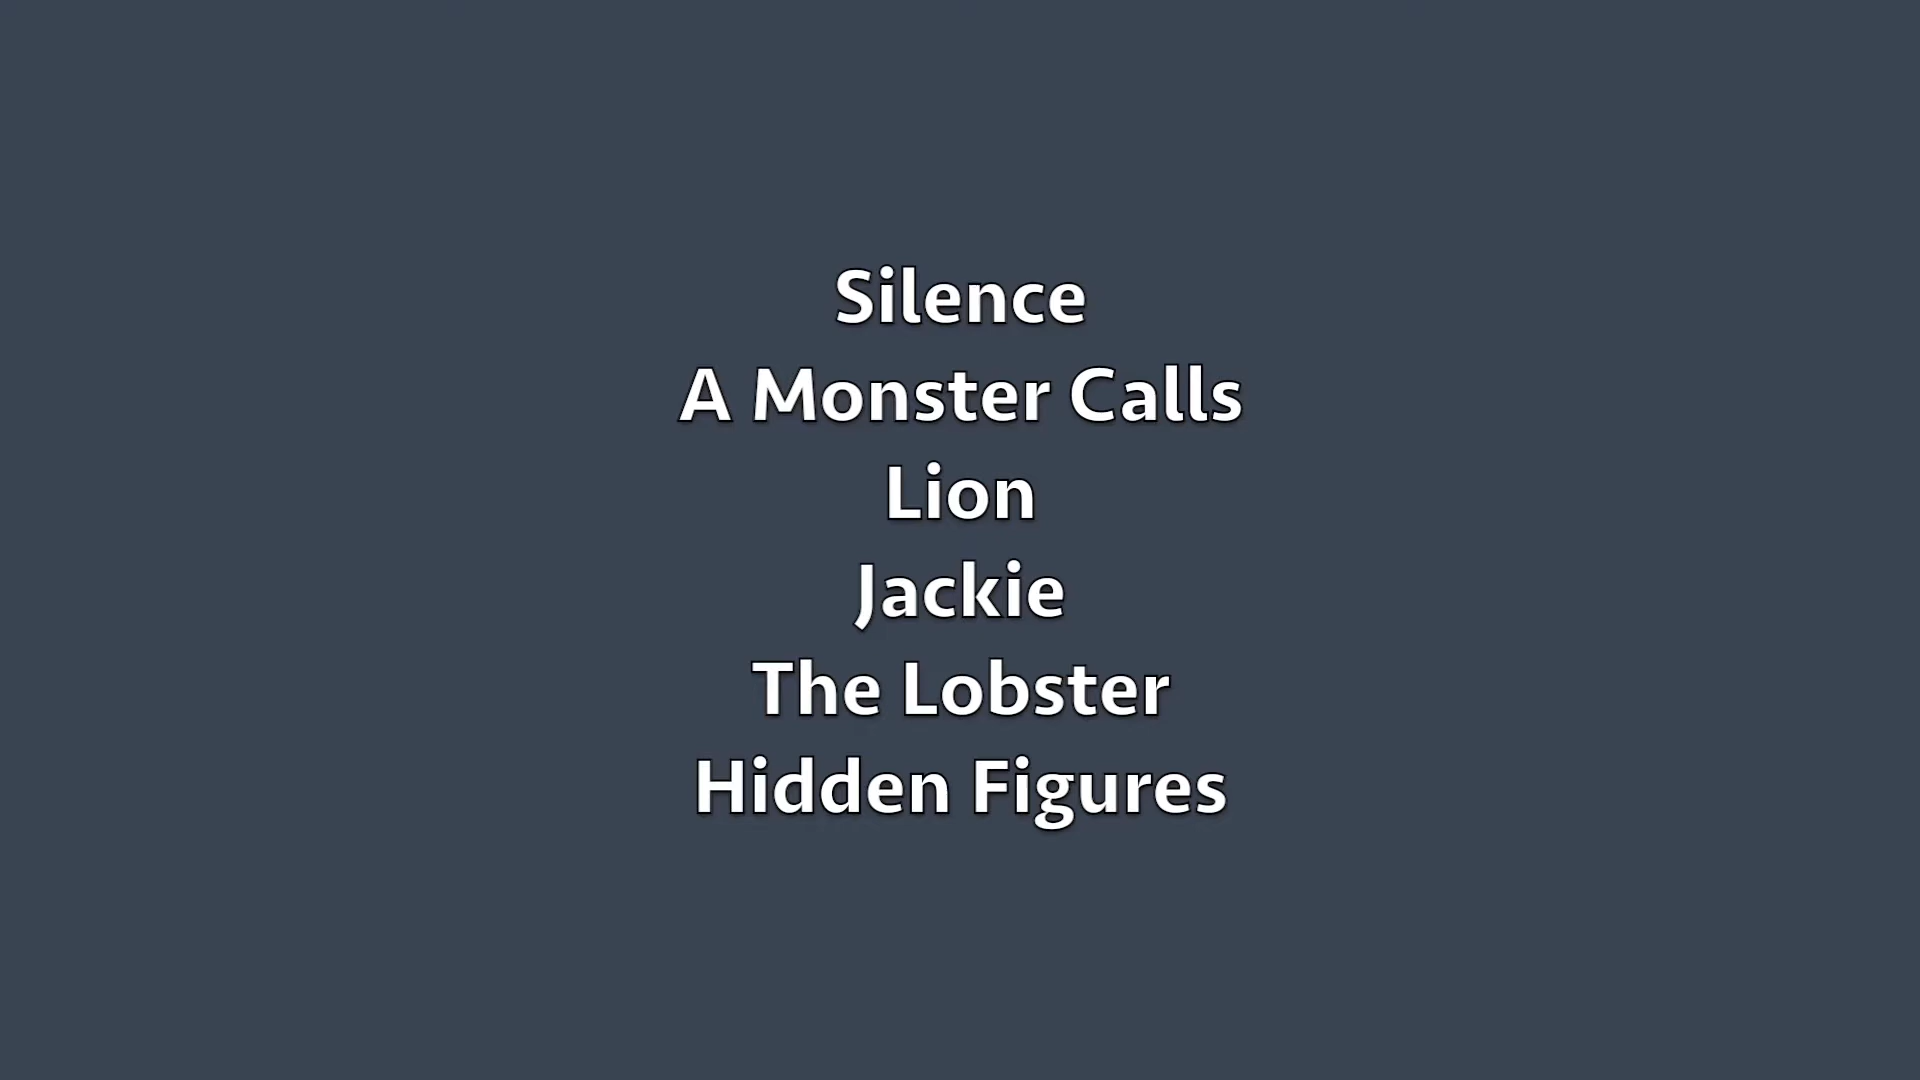 Silence
A Monster Calls
Lion
Jackie
The Lobster
Hidden Figures